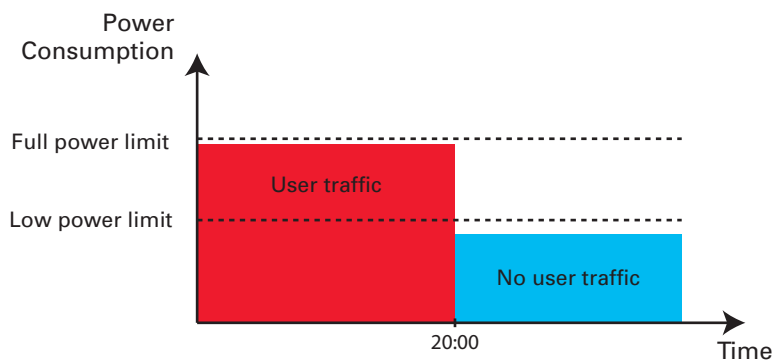 Power
Consumption
Full power limit
User traffic
Low power limit
No user traffic
20:00
Time